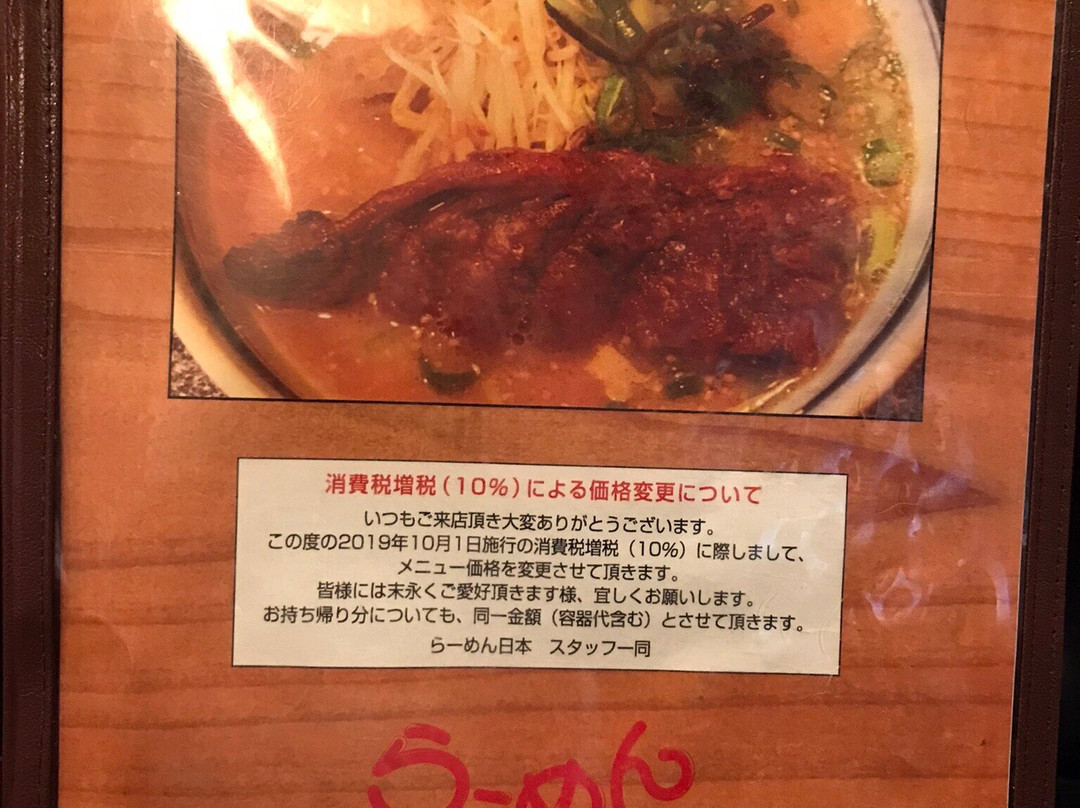 消費税増税(10%)による価格変更について
いつもご来店頂き大変ありがとうございます。
この度の2019年10月1日施行の消費税増税(10%)に際しまして、
メニュー価格を変更させて頂きます。
皆様には末永くご愛好頂きます様、宜しくお願いします。
お持ち帰り分についても、同一金額(容器代含む)とさせて頂きます。
らーめん日本　スタッフ一同
らーめん